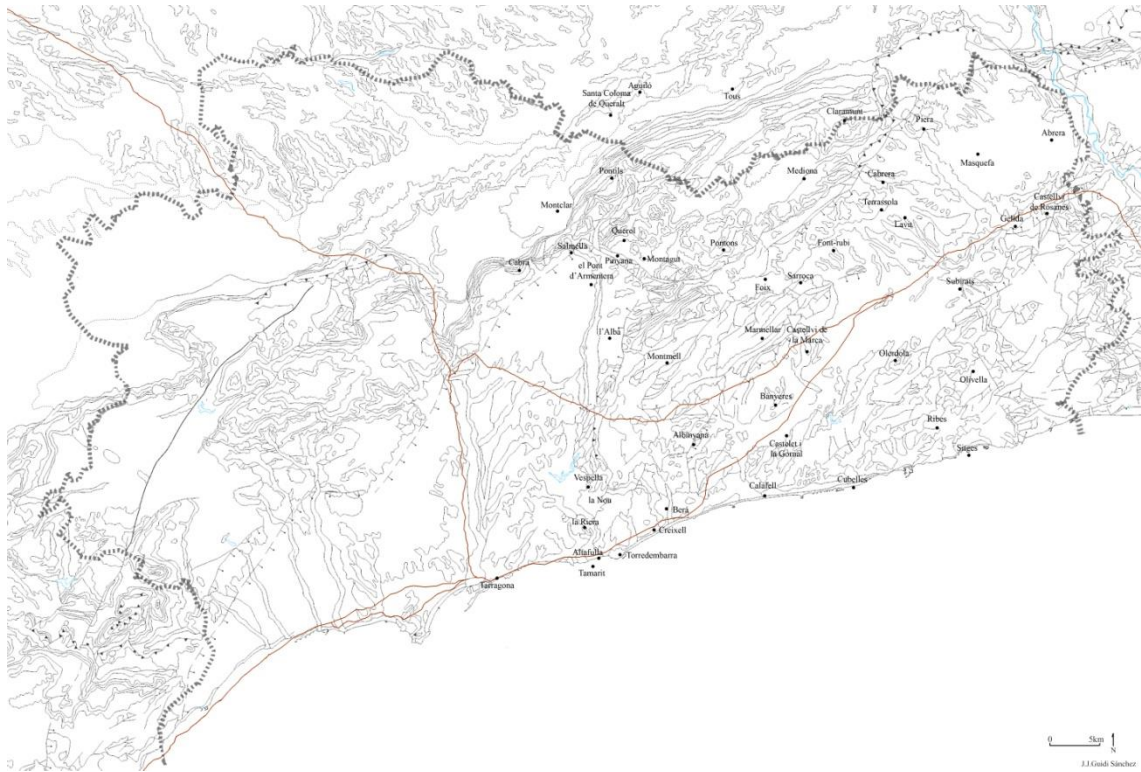 Aguiló
Santa Coloma
de Queralt
Tous
Claramunt
Piera
Abrera
Masquefa
Pontils
Mediona
Cabrera
Montclar
Terrassola
Lavit
Castellví
de Rosanes
Gelida
Querol
Salmella
Pinyana
Montagut
Pontons
Font-rubí
Cabra
el Pont
d'Armentera
Foix
Sarroca
Subirats
l'Albà
Marmellar
Castellví de
la Marca
Montmell
Olèrdola
Olivella
Banyeres
Ribes
Albinyana
Castelet i
la Gornal
Sitges
Vespella
la Nou
Calafell
Cubelles
Berà
la Riera
Creixell
Altafulla
Torredembarra
Tamarit
Tarragona
0 5km
N
J.J.Guidi Sánchez